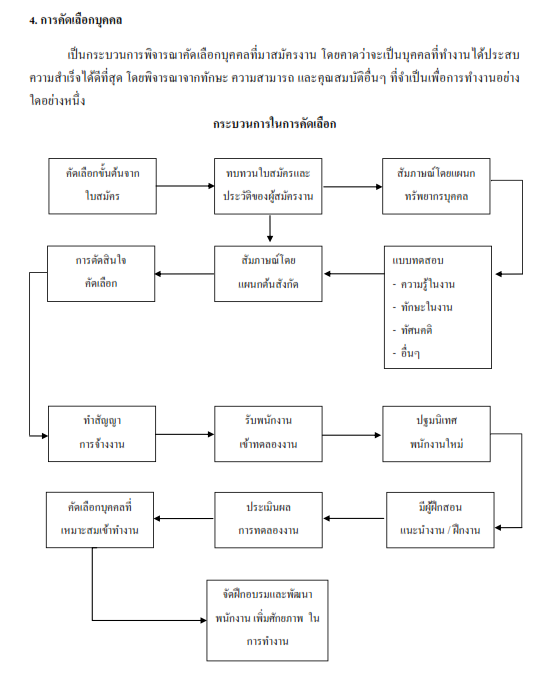 4. การคัดเลือกบุคคล
เป็นกระบวนการพิจารณาคัดเลือกบุคคลที่มาสมัครงาน โดยคาดว่าจะเป็นบุคคลที่ทำงานได้ประสบ
ความสำเร็จได้ดีที่สุด โดยพิจารณาจากทักษะ ความสามารถ และคุณสมบัติอื่นๆ ที่จำเป็นเพื่อการทำงานอย่าง
ใดอย่างหนึ่ง
กระบวนการในการคัดเลือก
คัดเลือกขั้นต้นจาก
ใบสมัคร
ทบทวนใบสมัครและ
ประวัติของผู้สมัครงาน
สัมภาษณ์โดยแผนก
ทรัพยากรบุคคล
แบบทดสอบ
- ความรู้ในงาน
- ทักษะในงาน
- ทัศนคติ
- อื่นๆ
สัมภาษณ์โดย
แผนกต้นสังกัด
การตัดสินใจ
คัดเลือก
ทำสัญญา
การจ้างงาน
รับพนักงาน
เข้าทดลองงาน
ปฐมนิเทศ
พนักงานใหม่
มีผู้ฝึกสอน
แนะนำงาน / ฝึกงาน
ประเมินผล
การทดลองงาน
คัดเลือกบุคคลที่
เหมาะสมเข้าทำงาน
จัดฝึกอบรมและพัฒนา
พนักงาน เพิ่มศักยภาพ ใน
การทำงาน